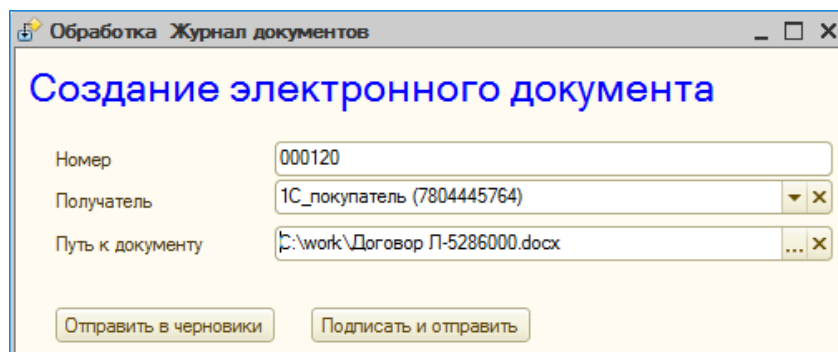 Обработка Журнал документов
Создание электронного документа
Номер 000120
Получатель 1С_покупатель (7804445764)
Путь к документу C:\work\Договор Л-5286000.docx ...
Отправить в черновики Подписать и отправить